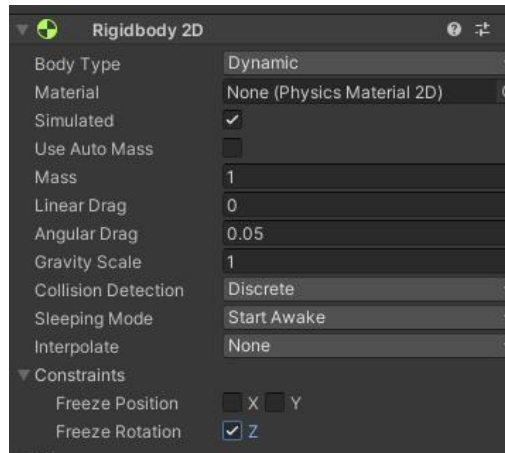 Rigidbody 2D
Body Type Dynamic
Material None (Physics Material 2D)
Simulated
Use Auto Mass
Mass 1
Linear Drag 0
Angular Drag 0.05
Gravity Scale 1
Collision Detection Discrete
Sleeping Mode Start Awake
Interpolate None
Constraints
Freeze Position X Y
Freeze Rotation Z